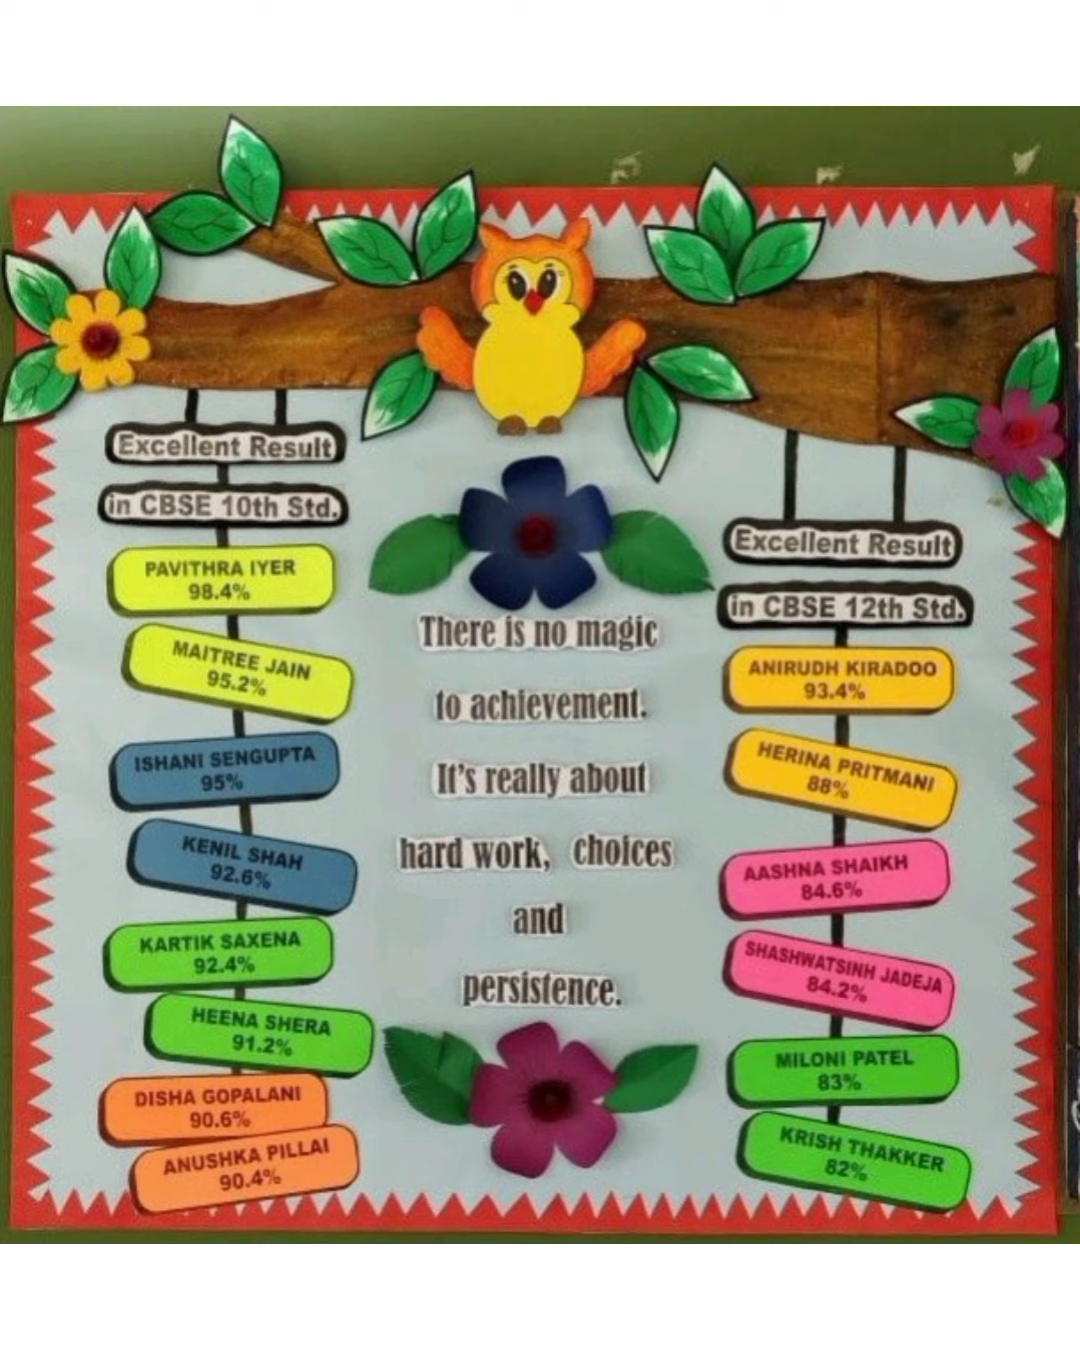 Excellent Result
in CBSE 10th Std.
PAVITHRA IYER
98.4%
MAITREE JAIN
95.2%
ISHANI SENGUPTA
95%
KENIL SHAH
92.6%
KARTIK SAXENA
92.4%
HEENA SHERA
91.2%
DISHA GOPALANI
90.6%
ANUSHKA PILLAI
90.4%
There is no magic
to achievement.
It's really about
hard work, choices
and
persistence.
Excellent Result
in CBSE 12th Std.
ANIRUDH KIRADOO
93.4%
HERINA PRITMANI
88%
AASHNA SHAIKH
84.6%
SHASHWATSINH JADEJA
84.2%
MILONI PATEL
83%
KRISH THAKKER
82%